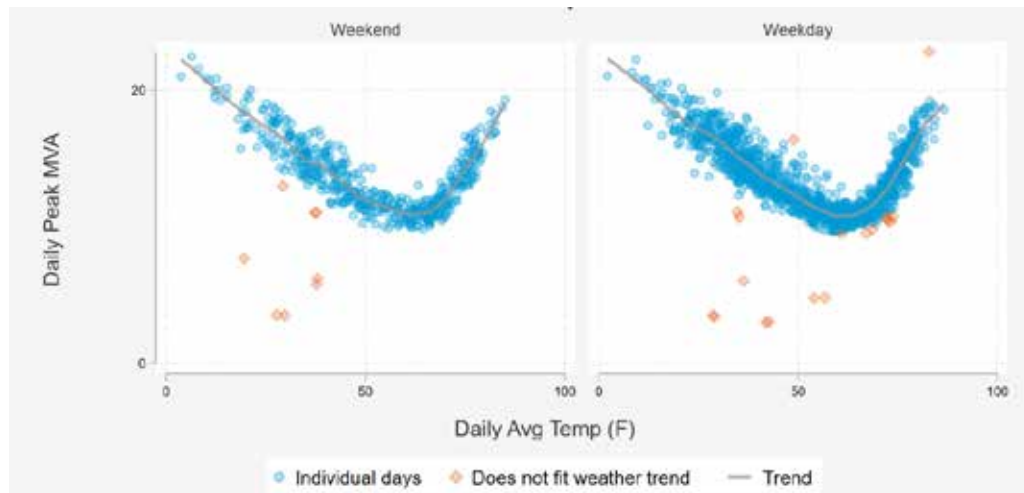 Weekend
Weekday
Daily Peak MVA
20
0
0
50
100
0
50
100
Daily Avg Temp (F)
Individual days
Does not fit weather trend
Trend